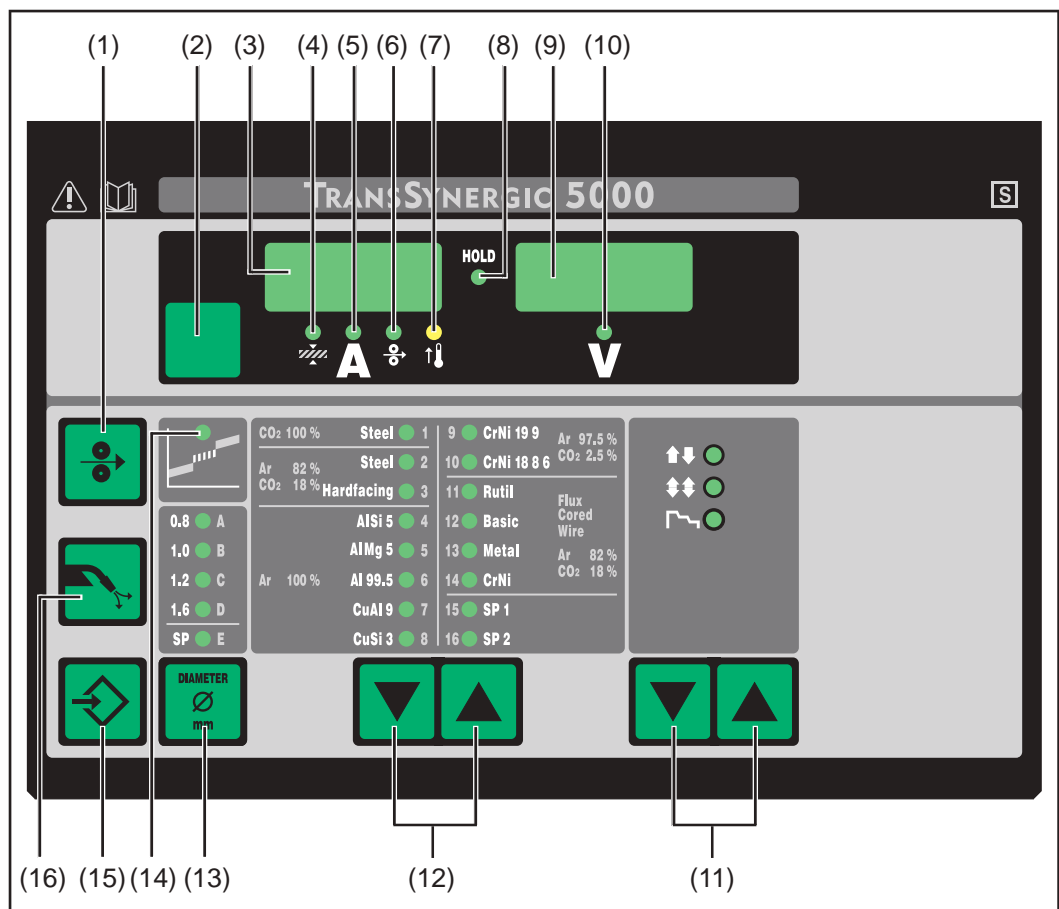 (1) (2) (3) (4) (5) (6) (7) (8) (9) (10)
TRANSSYNERGIC 5000
S
HOLD
A
V
CO2 100 % Steel 1 9 CrNi 19 9 Ar 97.5 %
CO2 2.5 %
Ar 82 % Steel 2 10 CrNi 18 8 6
CO2 18 % Hardfacing 3 11 Rutil Flux
Cored
Wire
0.8 A AlSi 5 4 12 Basic
1.0 B AlMg 5 5 13 Metal Ar 82 %
CO2 18 %
1.2 C Ar 100 % Al 99.5 6 14 CrNi
1.6 D CuAl 9 7 15 SP 1
SP E CuSi 3 8 16 SP 2
DIAMETER
Ø
mm
(16) (15) (14) (13) (12) (11)